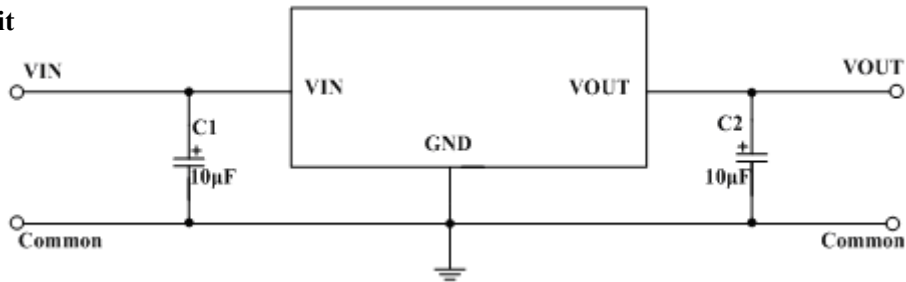 it
VIN
VOUT
VIN
VOUT
C1
+
C2
+
GND
10μF
10μF
Common
Common